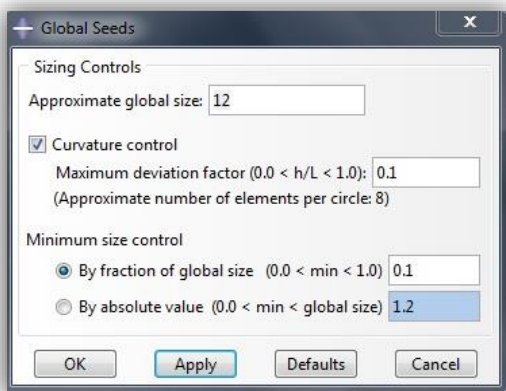 Global Seeds
x
Sizing Controls
Approximate global size: 12
Curvature control
Maximum deviation factor (0.0 < h/L < 1.0): 0.1
(Approximate number of elements per circle: 8)
Minimum size control
By fraction of global size (0.0 < min < 1.0) 0.1
By absolute value (0.0 < min < global size) 1.2
OK Apply Defaults Cancel